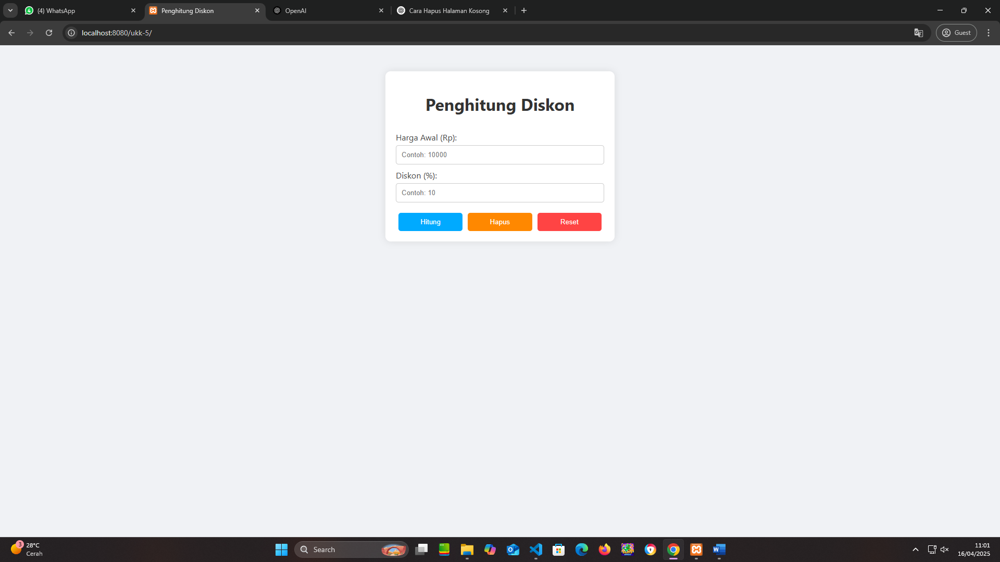 (4) WhatsApp
Penghitung Diskon
OpenAI
Cara Hapus Halaman Kosong
localhost:8080/ukk-5/
Guest
Penghitung Diskon
Harga Awal (Rp):
Contoh: 10000
Diskon (%):
Contoh: 10
Hitung
Hapus
Reset
3
28°C
Cerah
Search
11:01
16/04/2025